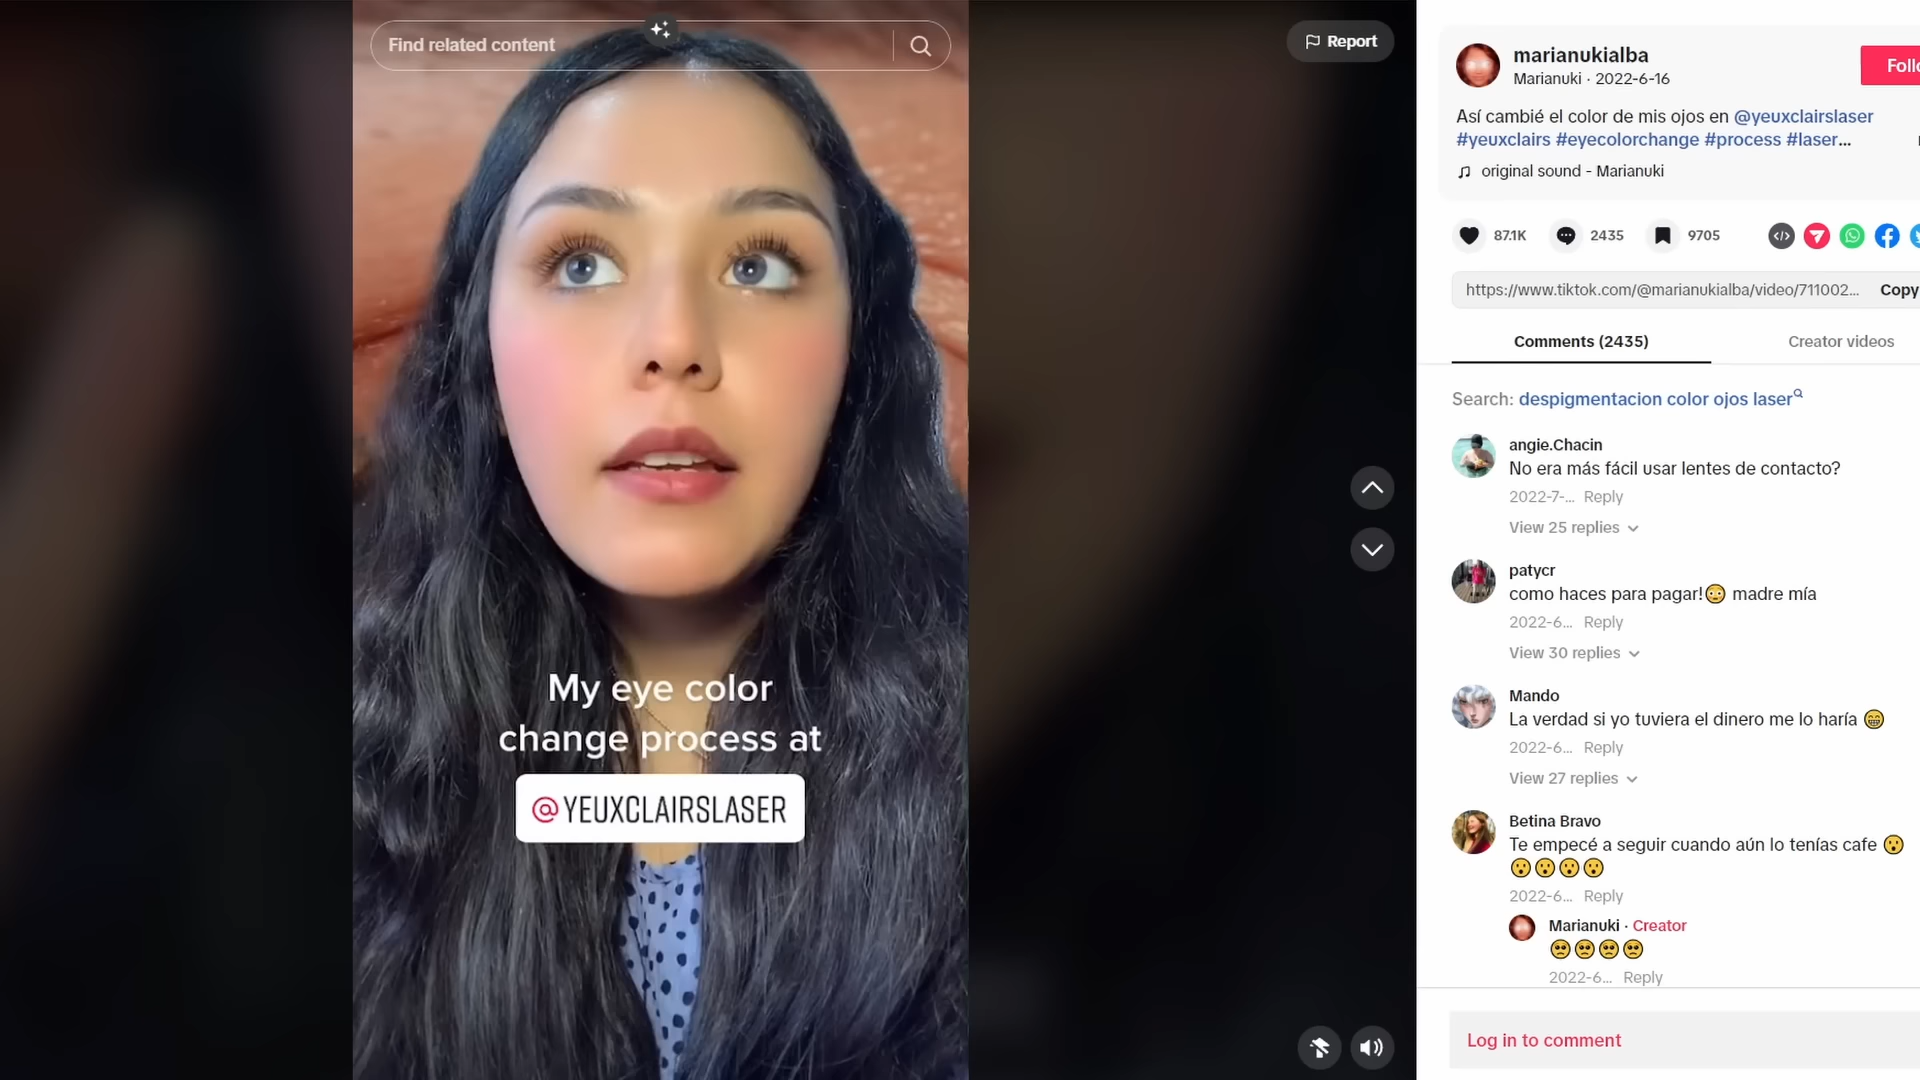 Find related content
Report
My eye color
change process at
@YEUXCLAIRSLASER
marianukialba
Marianuki · 2022-6-16
Así cambié el color de mis ojos en @yeuxclairslaser
#yeuxclairs #eyecolorchange #process #laser...
original sound - Marianuki
87.1K
2435
9705
https://www.tiktok.com/@marianukialba/video/711002...
Copy
Comments (2435)
Creator videos
Search: despigmentacion color ojos laser
angie.Chacin
No era más fácil usar lentes de contacto?
2022-7-... Reply
View 25 replies
patycr
como haces para pagar!😳 madre mía
2022-6... Reply
View 30 replies
Mando
La verdad si yo tuviera el dinero me lo haría 😁
2022-6... Reply
View 27 replies
Betina Bravo
Te empecé a seguir cuando aún lo tenías cafe 😮
😮😮😮😮
2022-6... Reply
Marianuki · Creator
🥺🥺🥺🥺
2022-6... Reply
Log in to comment